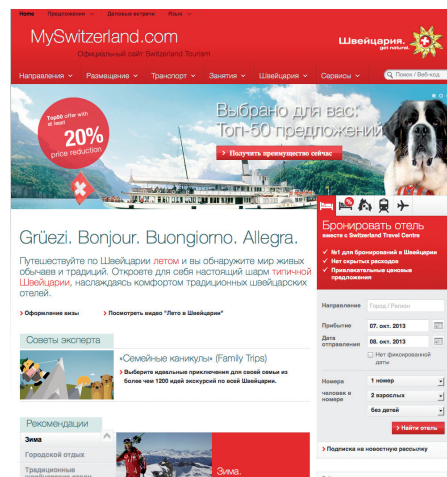 Home Предложения Деловые встречи Язык
MySwitzerland.com
Официальный сайт Switzerland Tourism
Швейцария.
get natural.
Направления Размещение Транспорт Занятия Швейцария Сервисы Поиск / Веб-код
Top50 offer with
at least
20%
price reduction
Выбрано для вас:
Топ-50 предложений
Получить преимущество сейчас
Grüezi. Bonjour. Buongiorno. Allegra.
Путешествуйте по Швейцарии летом и вы обнаружите мир живых
обычаев и традиций. Откроете для себя настоящий шарм типичной
Швейцарии, наслаждаясь комфортом традиционных швейцарских
отелей.
Оформление визы Посмотреть видео "Лето в Швейцарии"
Советы эксперта
«Семейные каникулы» (Family Trips)
Выберите идеальные приключения для своей семьи из
более чем 1200 идей экскурсий по всей Швейцарии.
Рекомендации
Зима
Городской отдых
Традиционные
Зима.
Бронировать отель
вместе с Switzerland Travel Centre
№1 для бронирований в Швейцарии
Нет скрытых расходов
Привлекательные ценовые
предложения
Направление Город / Регион
Прибытие 07. окт. 2013
Дата
отправления 08. окт. 2013
Нет фиксированной
даты
Номера 1 номер
человек в
номере 2 взрослых
без детей
Найти отель
Подписка на новостную рассылку